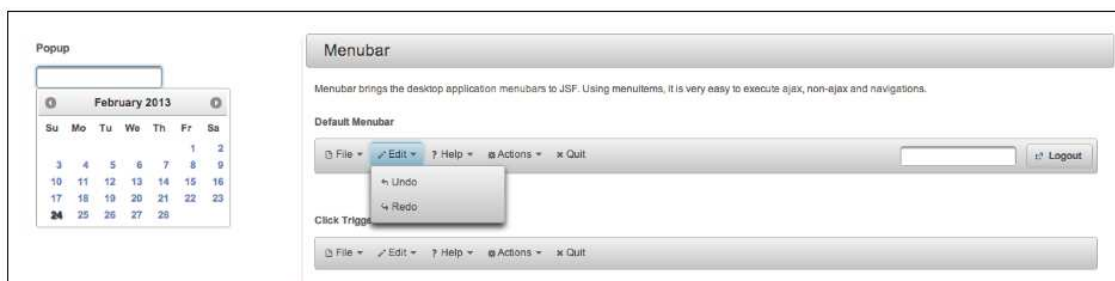 Popup
February 2013
Su Mo Tu We Th Fr Sa
1 2
3 4 5 6 7 8 9
10 11 12 13 14 15 16
17 18 19 20 21 22 23
24 25 26 27 28
Menubar
Menubar brings the desktop application menubars to JSF. Using menuitems, it is very easy to execute ajax, non-ajax and navigations.
Default Menubar
File Edit ? Help Actions Quit Logout
Undo
Redo
Click
File Edit ? Help Actions Quit